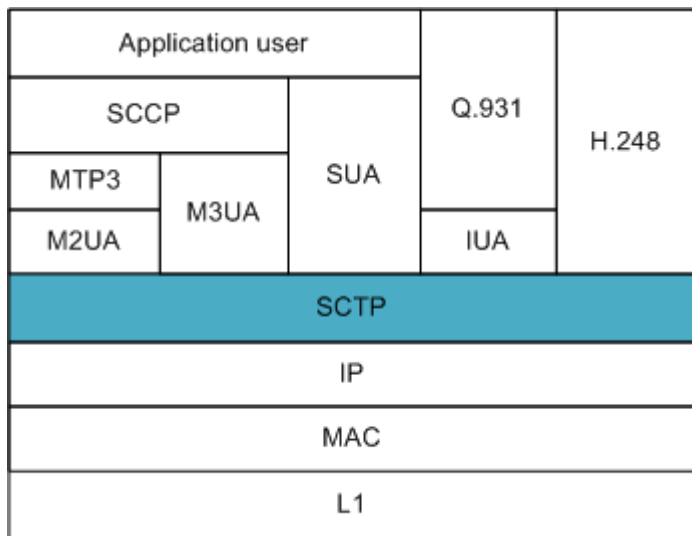 Application user
SCCP
Q.931
H.248
MTP3
M3UA
SUA
M2UA
IUA
SCTP
IP
MAC
L1